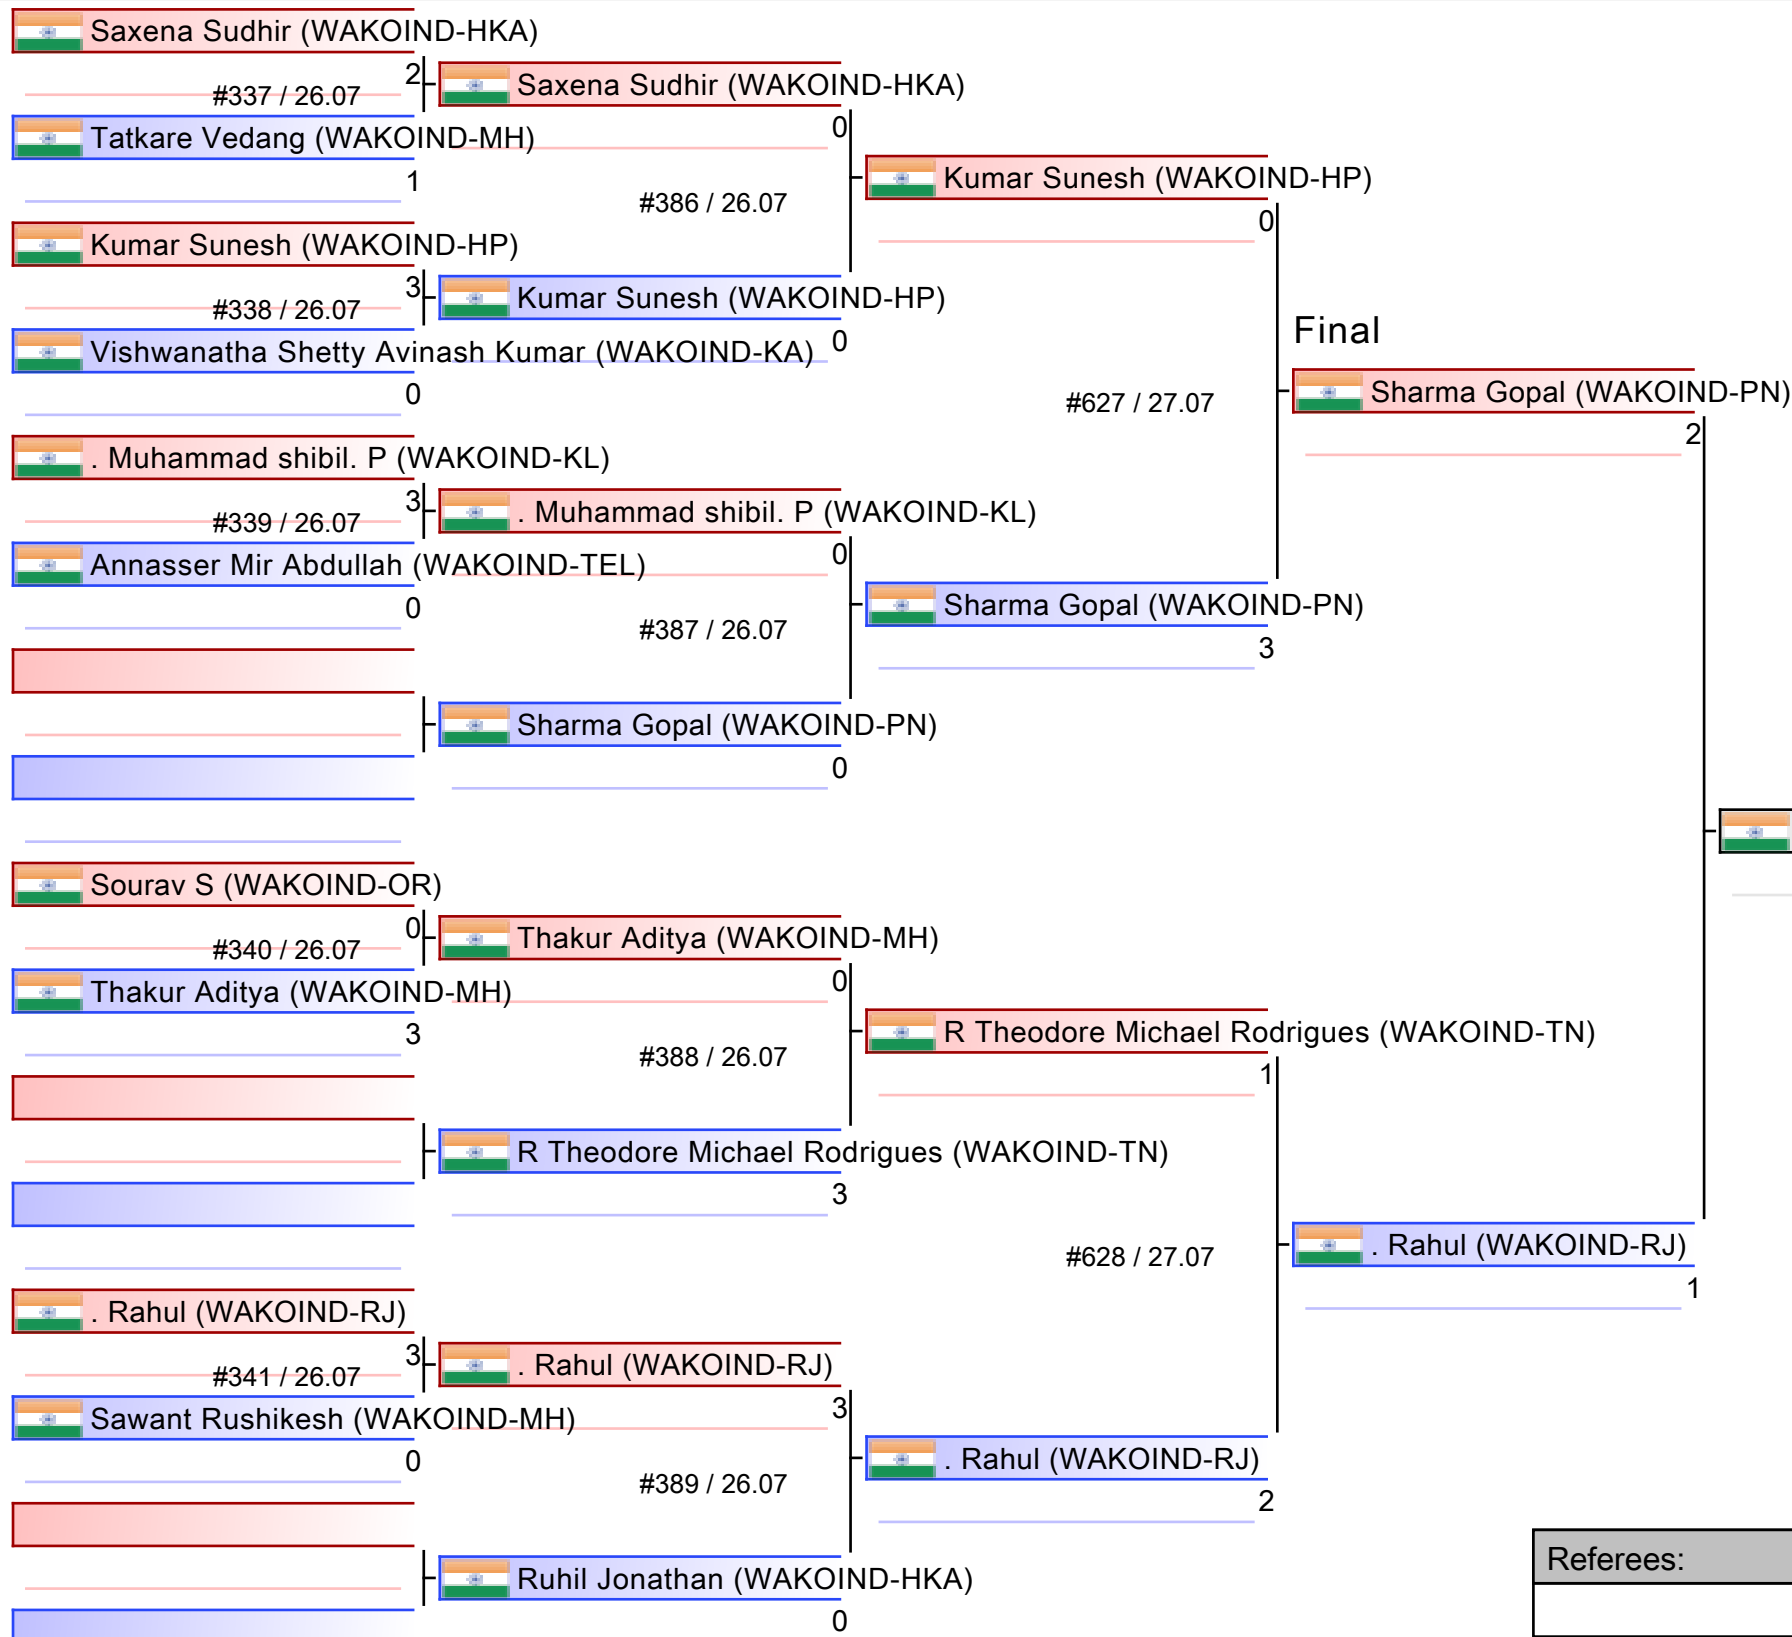 Saxena Sudhir (WAKOIND-HKA)
2
Saxena Sudhir (WAKOIND-HKA)
#337 / 26.07
0
Tatkare Vedang (WAKOIND-MH)
1
Kumar Sunesh (WAKOIND-HP)
#386 / 26.07
0
Kumar Sunesh (WAKOIND-HP)
3
Kumar Sunesh (WAKOIND-HP)
#338 / 26.07
Final
0
Vishwanatha Shetty Avinash Kumar (WAKOIND-KA)
0
Sharma Gopal (WAKOIND-PN)
#627 / 27.07
2
. Muhammad shibil. P (WAKOIND-KL)
3
. Muhammad shibil. P (WAKOIND-KL)
#339 / 26.07
0
Annasser Mir Abdullah (WAKOIND-TEL)
0
Sharma Gopal (WAKOIND-PN)
#387 / 26.07
3
Sharma Gopal (WAKOIND-PN)
0
Sourav S (WAKOIND-OR)
0
Thakur Aditya (WAKOIND-MH)
#340 / 26.07
0
Thakur Aditya (WAKOIND-MH)
3
R Theodore Michael Rodrigues (WAKOIND-TN)
#388 / 26.07
1
R Theodore Michael Rodrigues (WAKOIND-TN)
3
. Rahul (WAKOIND-RJ)
#628 / 27.07
1
. Rahul (WAKOIND-RJ)
3
. Rahul (WAKOIND-RJ)
#341 / 26.07
3
Sawant Rushikesh (WAKOIND-MH)
0
. Rahul (WAKOIND-RJ)
#389 / 26.07
2
Referees:
Ruhil Jonathan (WAKOIND-HKA)
0